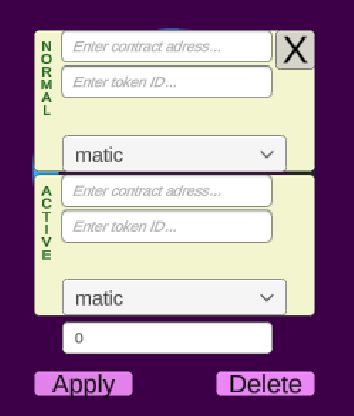 NORMAL
Enter contract adress...
X
Enter token ID...
matic
ACTIVE
Enter contract adress...
Enter token ID...
matic
0
Apply
Delete